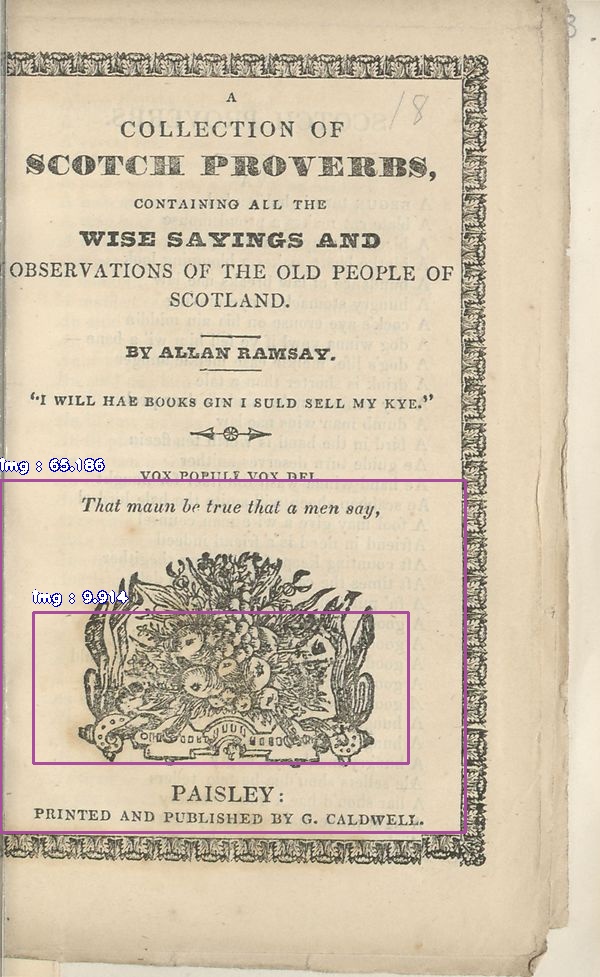 8
18
A
COLLECTION OF
SCOTCH PROVERBS,
CONTAINING ALL THE
WISE SAYINGS AND
OBSERVATIONS OF THE OLD PEOPLE OF
SCOTLAND.
BY ALLAN RAMSAY.
"I WILL HAE BOOKS GIN I SULD SELL MY KYE."
img : 65.186
VOX POPULI VOX DEI.
That maun be true that a men say,
img : 9.914
PAISLEY:
PRINTED AND PUBLISHED BY G. CALDWELL.